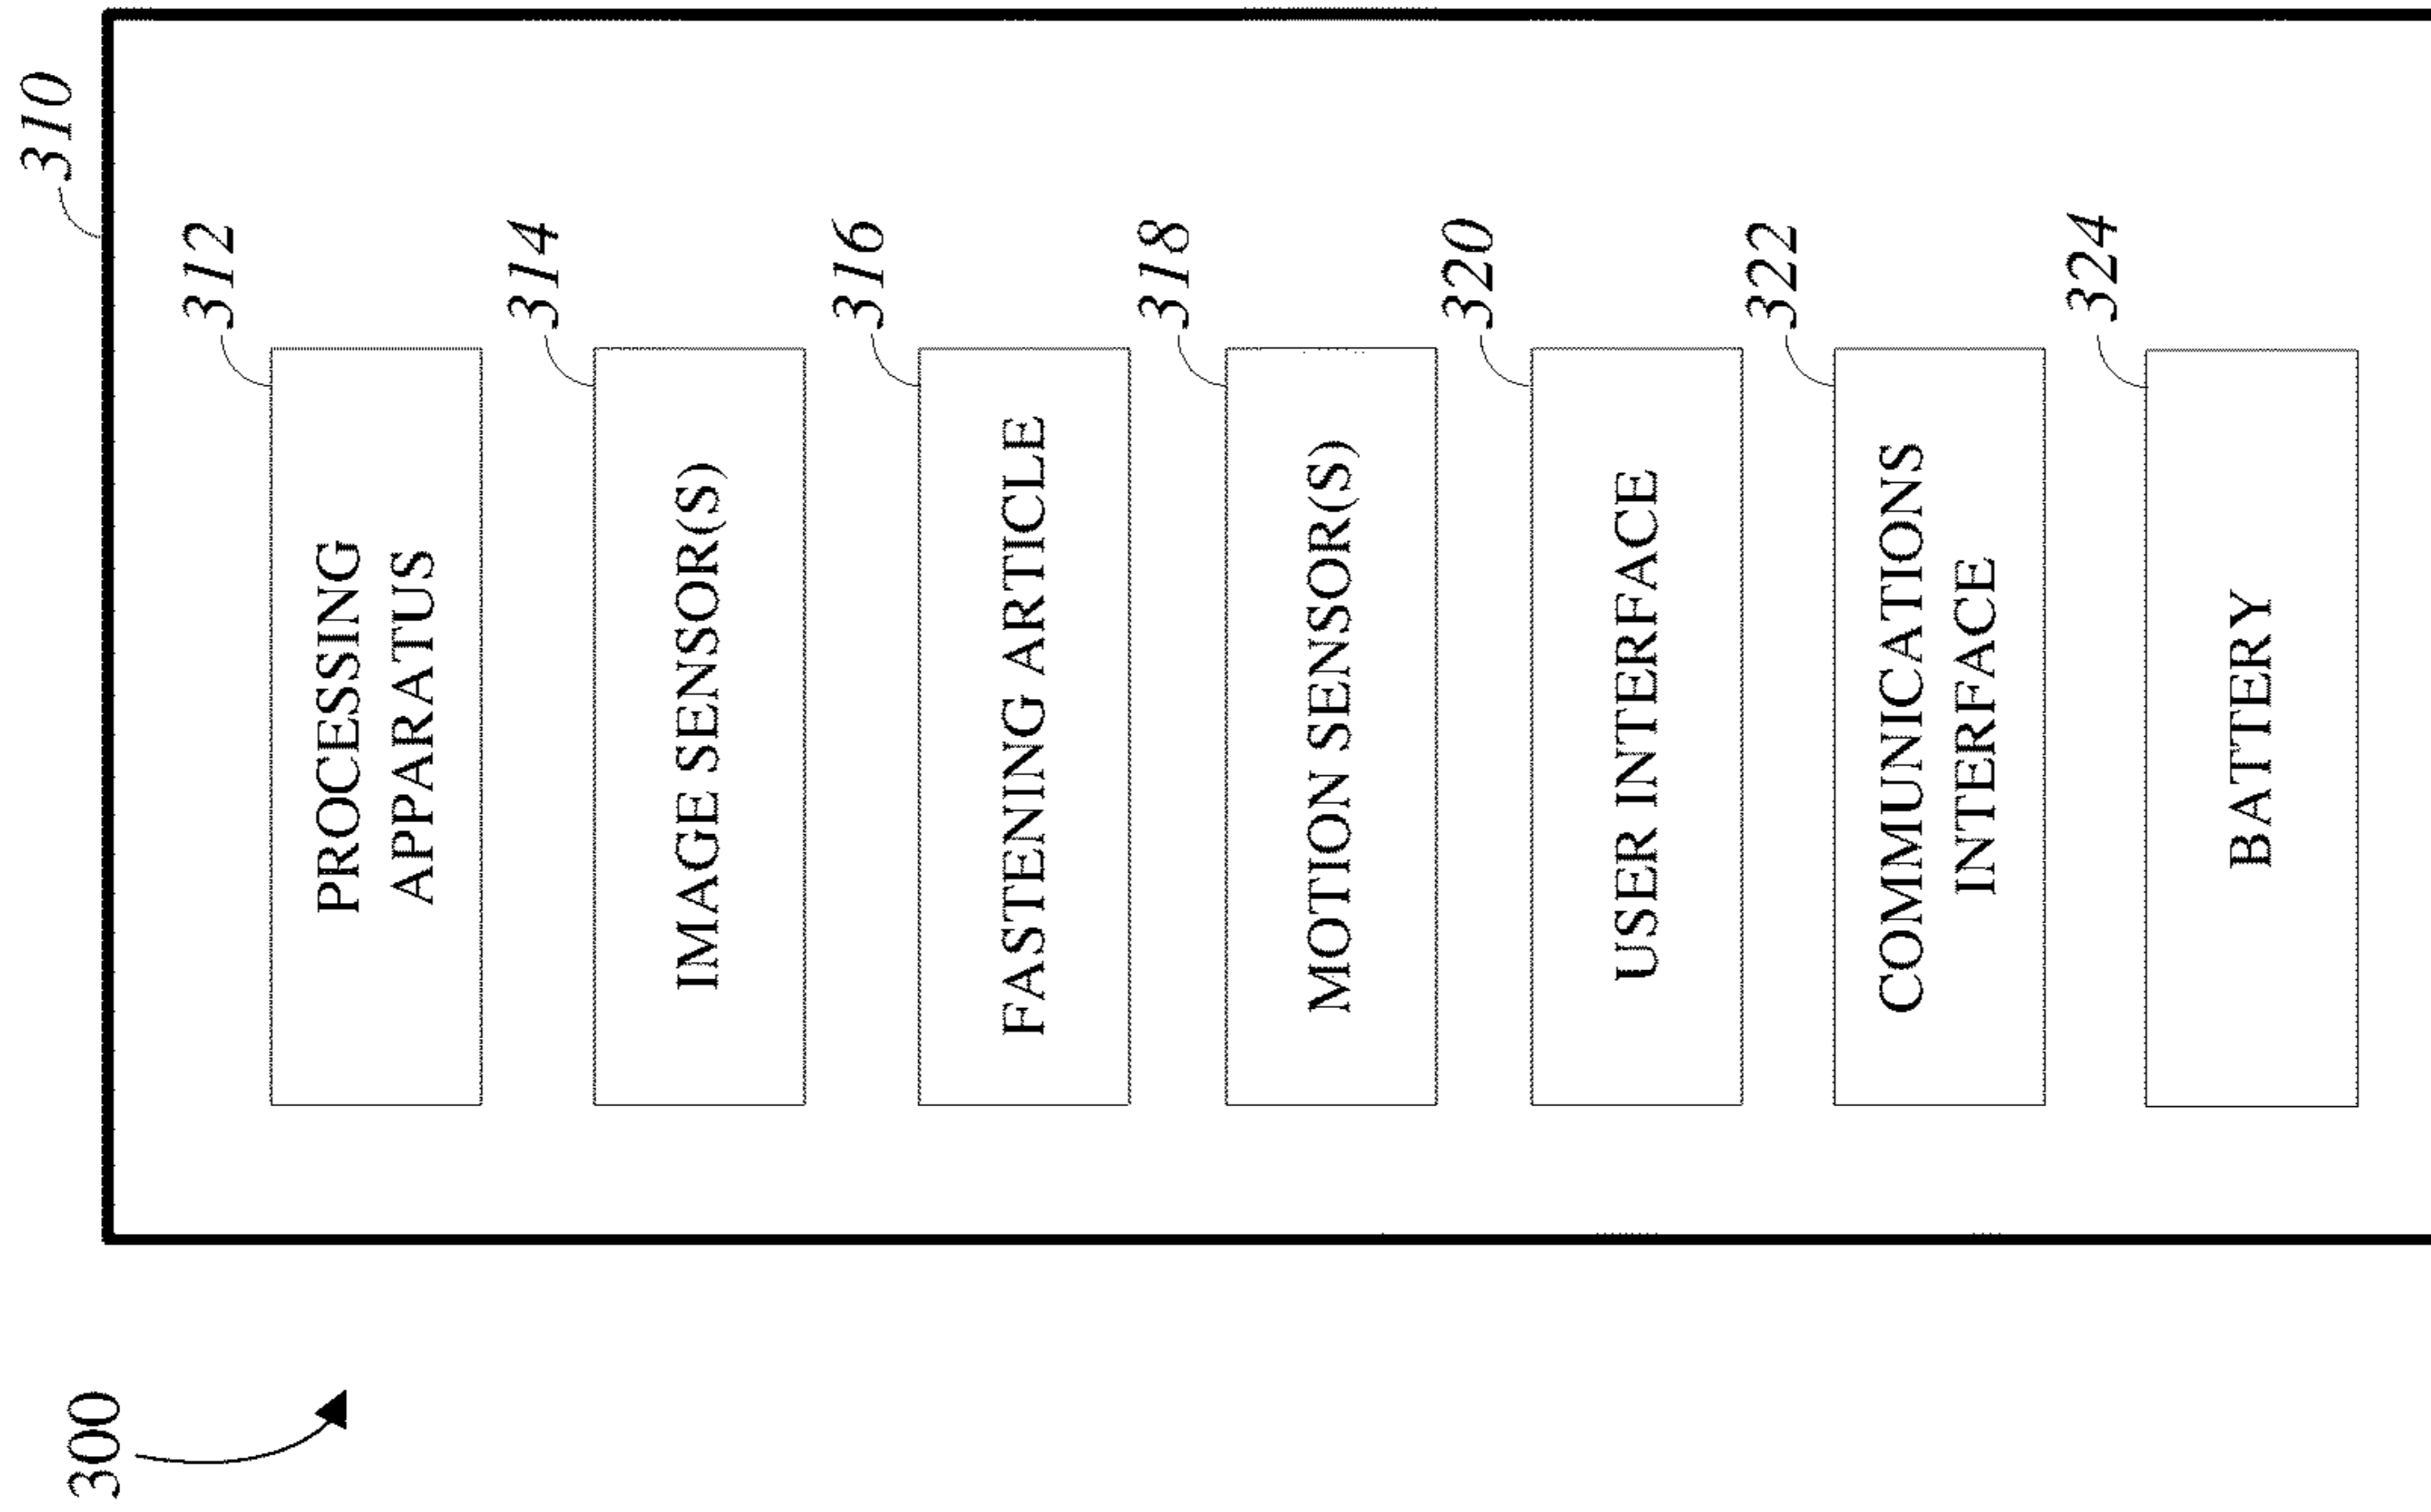 300
310
312
PROCESSING
APPARATUS
314
IMAGE SENSOR(S)
316
FASTENING ARTICLE
318
MOTION SENSOR(S)
320
USER INTERFACE
322
COMMUNICATIONS
INTERFACE
324
BATTERY